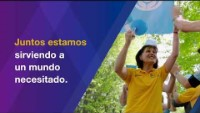 Juntos estamos
sirviendo a
un mundo
necesitado.